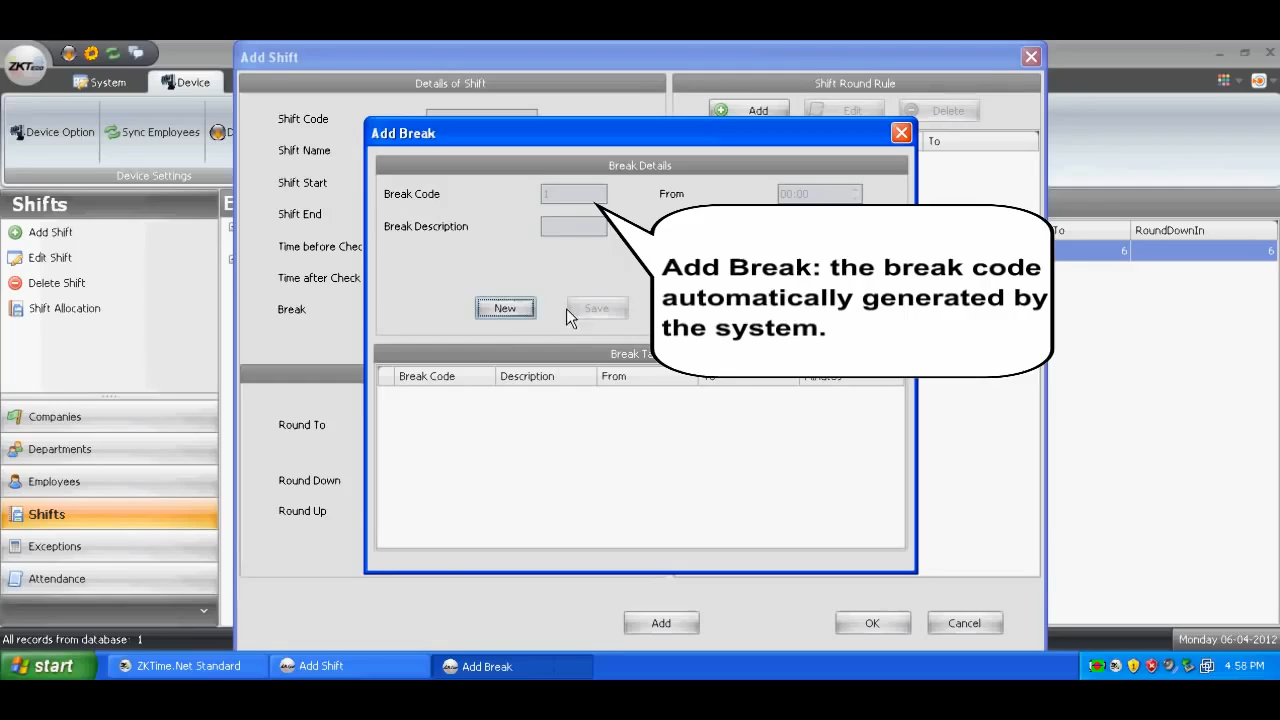 Add Shift
ZKTeco
System
Device
Device Option
Sync Employees
D
Device Settings
Details of Shift
Shift Round Rule
Add
Edit
Delete
To
Shift Code
Shift Name
Shift Start
Shift End
Time before Chec
Time after Check
Break
Round To
Round Down
Round Up
Add
OK
Cancel
Add Break
Break Details
Break Code
1
From
00:00
Break Description
New
Save
Break Ta
Break Code
Description
From
Add Break: the break code
automatically generated by
the system.
Shifts
Add Shift
Edit Shift
Delete Shift
Shift Allocation
Companies
Departments
Employees
Shifts
Exceptions
Attendance
E
To
RoundDownIn
6
6
All records from database: 1
Monday 06-04-2012
start
ZKTime.Net Standard
Add Shift
Add Break
4:58 PM